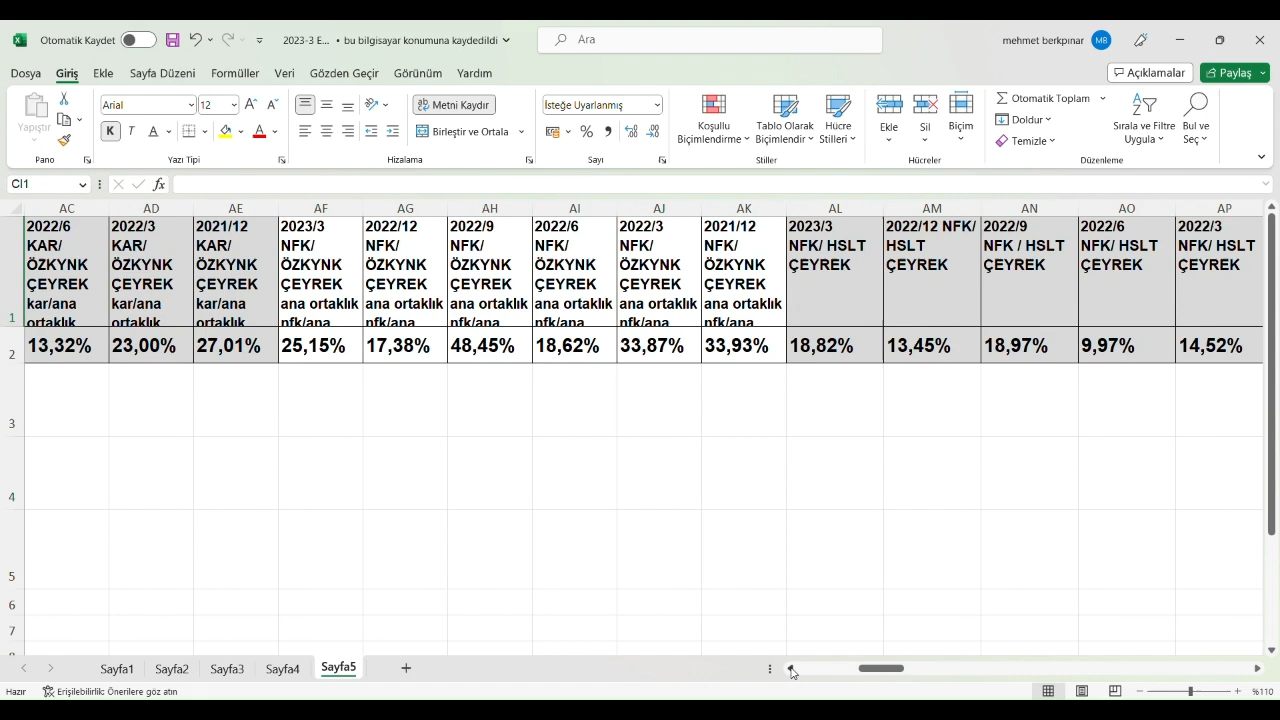 Otomatik Kaydet 2023-3 E... • bu bilgisayar konumuna kaydedildi Ara mehmet berkpınar MB
Dosya Giriş Ekle Sayfa Düzeni Formüller Veri Gözden Geçir Görünüm Yardım Açıklamalar Paylaş
Yapıştır Pano
Arial 12 K T A A Yazı Tipi
Metni Kaydır
Birleştir ve Ortala
Hizalama
İsteğe Uyarlanmış
%
Sayı
Koşullu Biçimlendirme Tablo Olarak Biçimlendir Hücre Stilleri
Stiller
Ekle Sil Biçim
Hücreler
Otomatik Toplam
Doldur
Temizle
Sırala ve Filtre Uygula Bul ve Seç
Düzenleme
CI1 fx
AC AD AE AF AG AH AI AJ AK AL AM AN AO AP
1
2022/6 KAR/ ÖZKYNK ÇEYREK kar/ana ortaklık
2022/3 KAR/ ÖZKYNK ÇEYREK kar/ana ortaklık
2021/12 KAR/ ÖZKYNK ÇEYREK kar/ana ortaklık
2023/3 NFK/ ÖZKYNK ÇEYREK ana ortaklık nfk/ana
2022/12 NFK/ ÖZKYNK ÇEYREK ana ortaklık nfk/ana
2022/9 NFK/ ÖZKYNK ÇEYREK ana ortaklık nfk/ana
2022/6 NFK/ ÖZKYNK ÇEYREK ana ortaklık nfk/ana
2022/3 NFK/ ÖZKYNK ÇEYREK ana ortaklık nfk/ana
2021/12 NFK/ ÖZKYNK ÇEYREK ana ortaklık nfk/ana
2023/3 NFK/ HSLT ÇEYREK
2022/12 NFK/ HSLT ÇEYREK
2022/9 NFK / HSLT ÇEYREK
2022/6 NFK/ HSLT ÇEYREK
2022/3 NFK/ HSLT ÇEYREK
2 13,32% 23,00% 27,01% 25,15% 17,38% 48,45% 18,62% 33,87% 33,93% 18,82% 13,45% 18,97% 9,97% 14,52%
3
4
5
6
7
Sayfa1 Sayfa2 Sayfa3 Sayfa4 Sayfa5
Hazır Erişilebilirlik: Önerilere göz atın %110